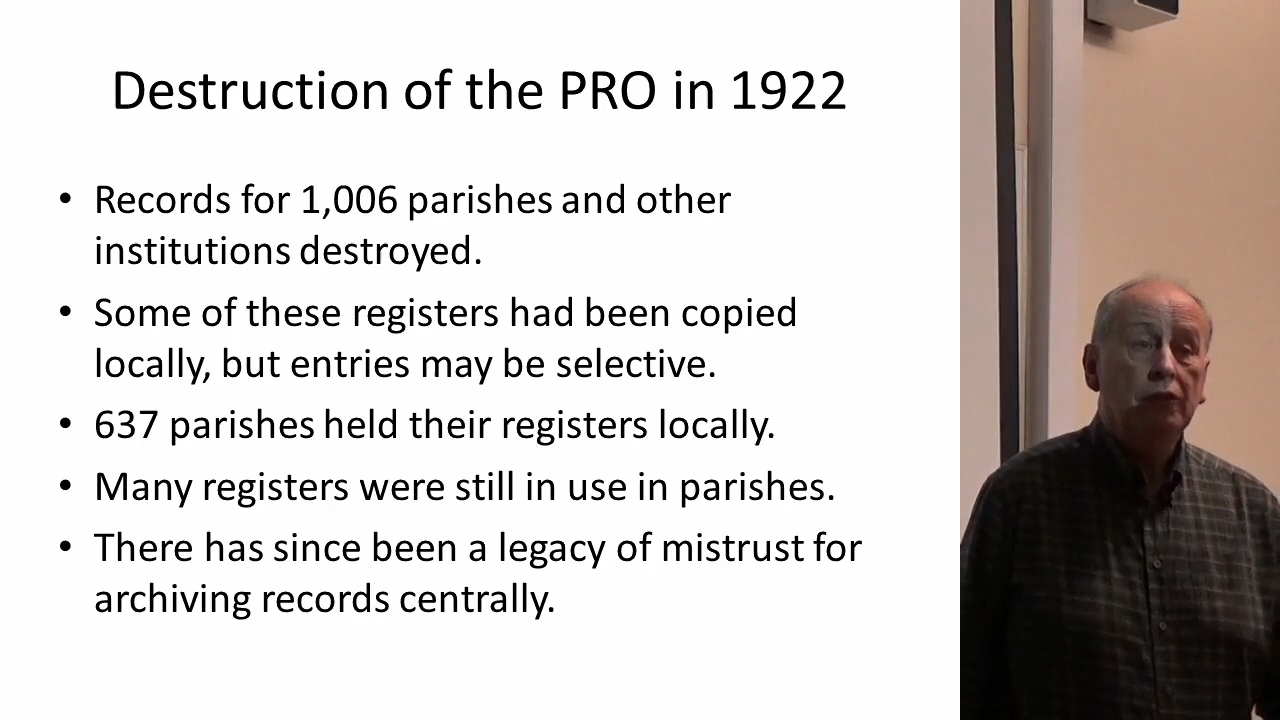 Destruction of the PRO in 1922
• Records for 1,006 parishes and other
institutions destroyed.
• Some of these registers had been copied
locally, but entries may be selective.
• 637 parishes held their registers locally.
• Many registers were still in use in parishes.
• There has since been a legacy of mistrust for
archiving records centrally.